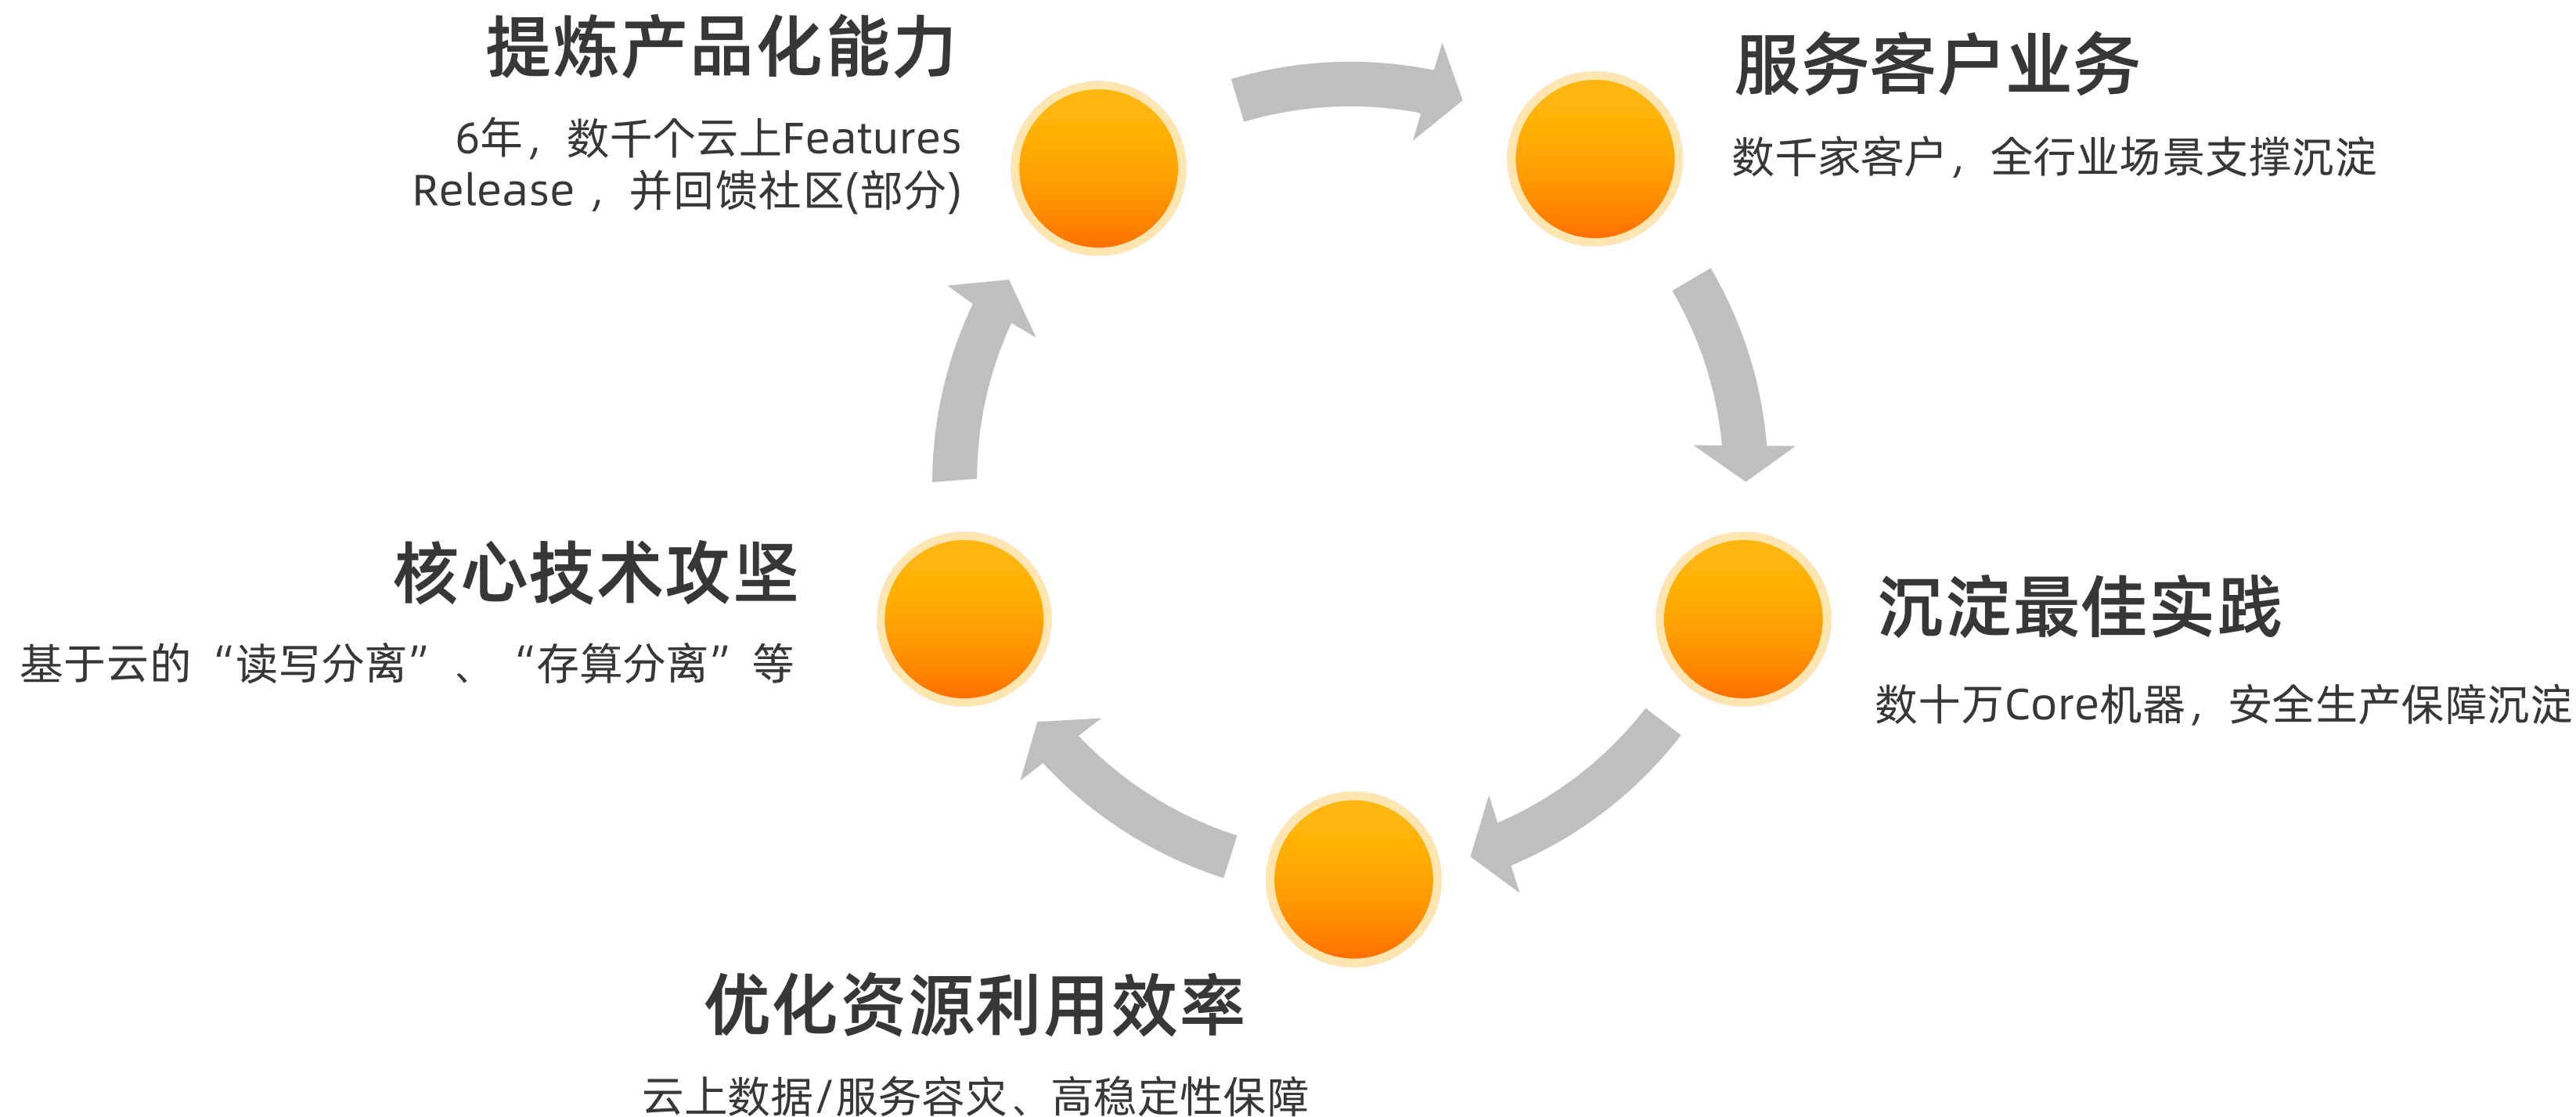 提炼产品化能力
6年，数千个云上Features
Release ，并回馈社区(部分)
服务客户业务
数千家客户，全行业场景支撑沉淀
核心技术攻坚
基于云的“读写分离”、“存算分离”等
沉淀最佳实践
数十万Core机器，安全生产保障沉淀
优化资源利用效率
云上数据/服务容灾、高稳定性保障